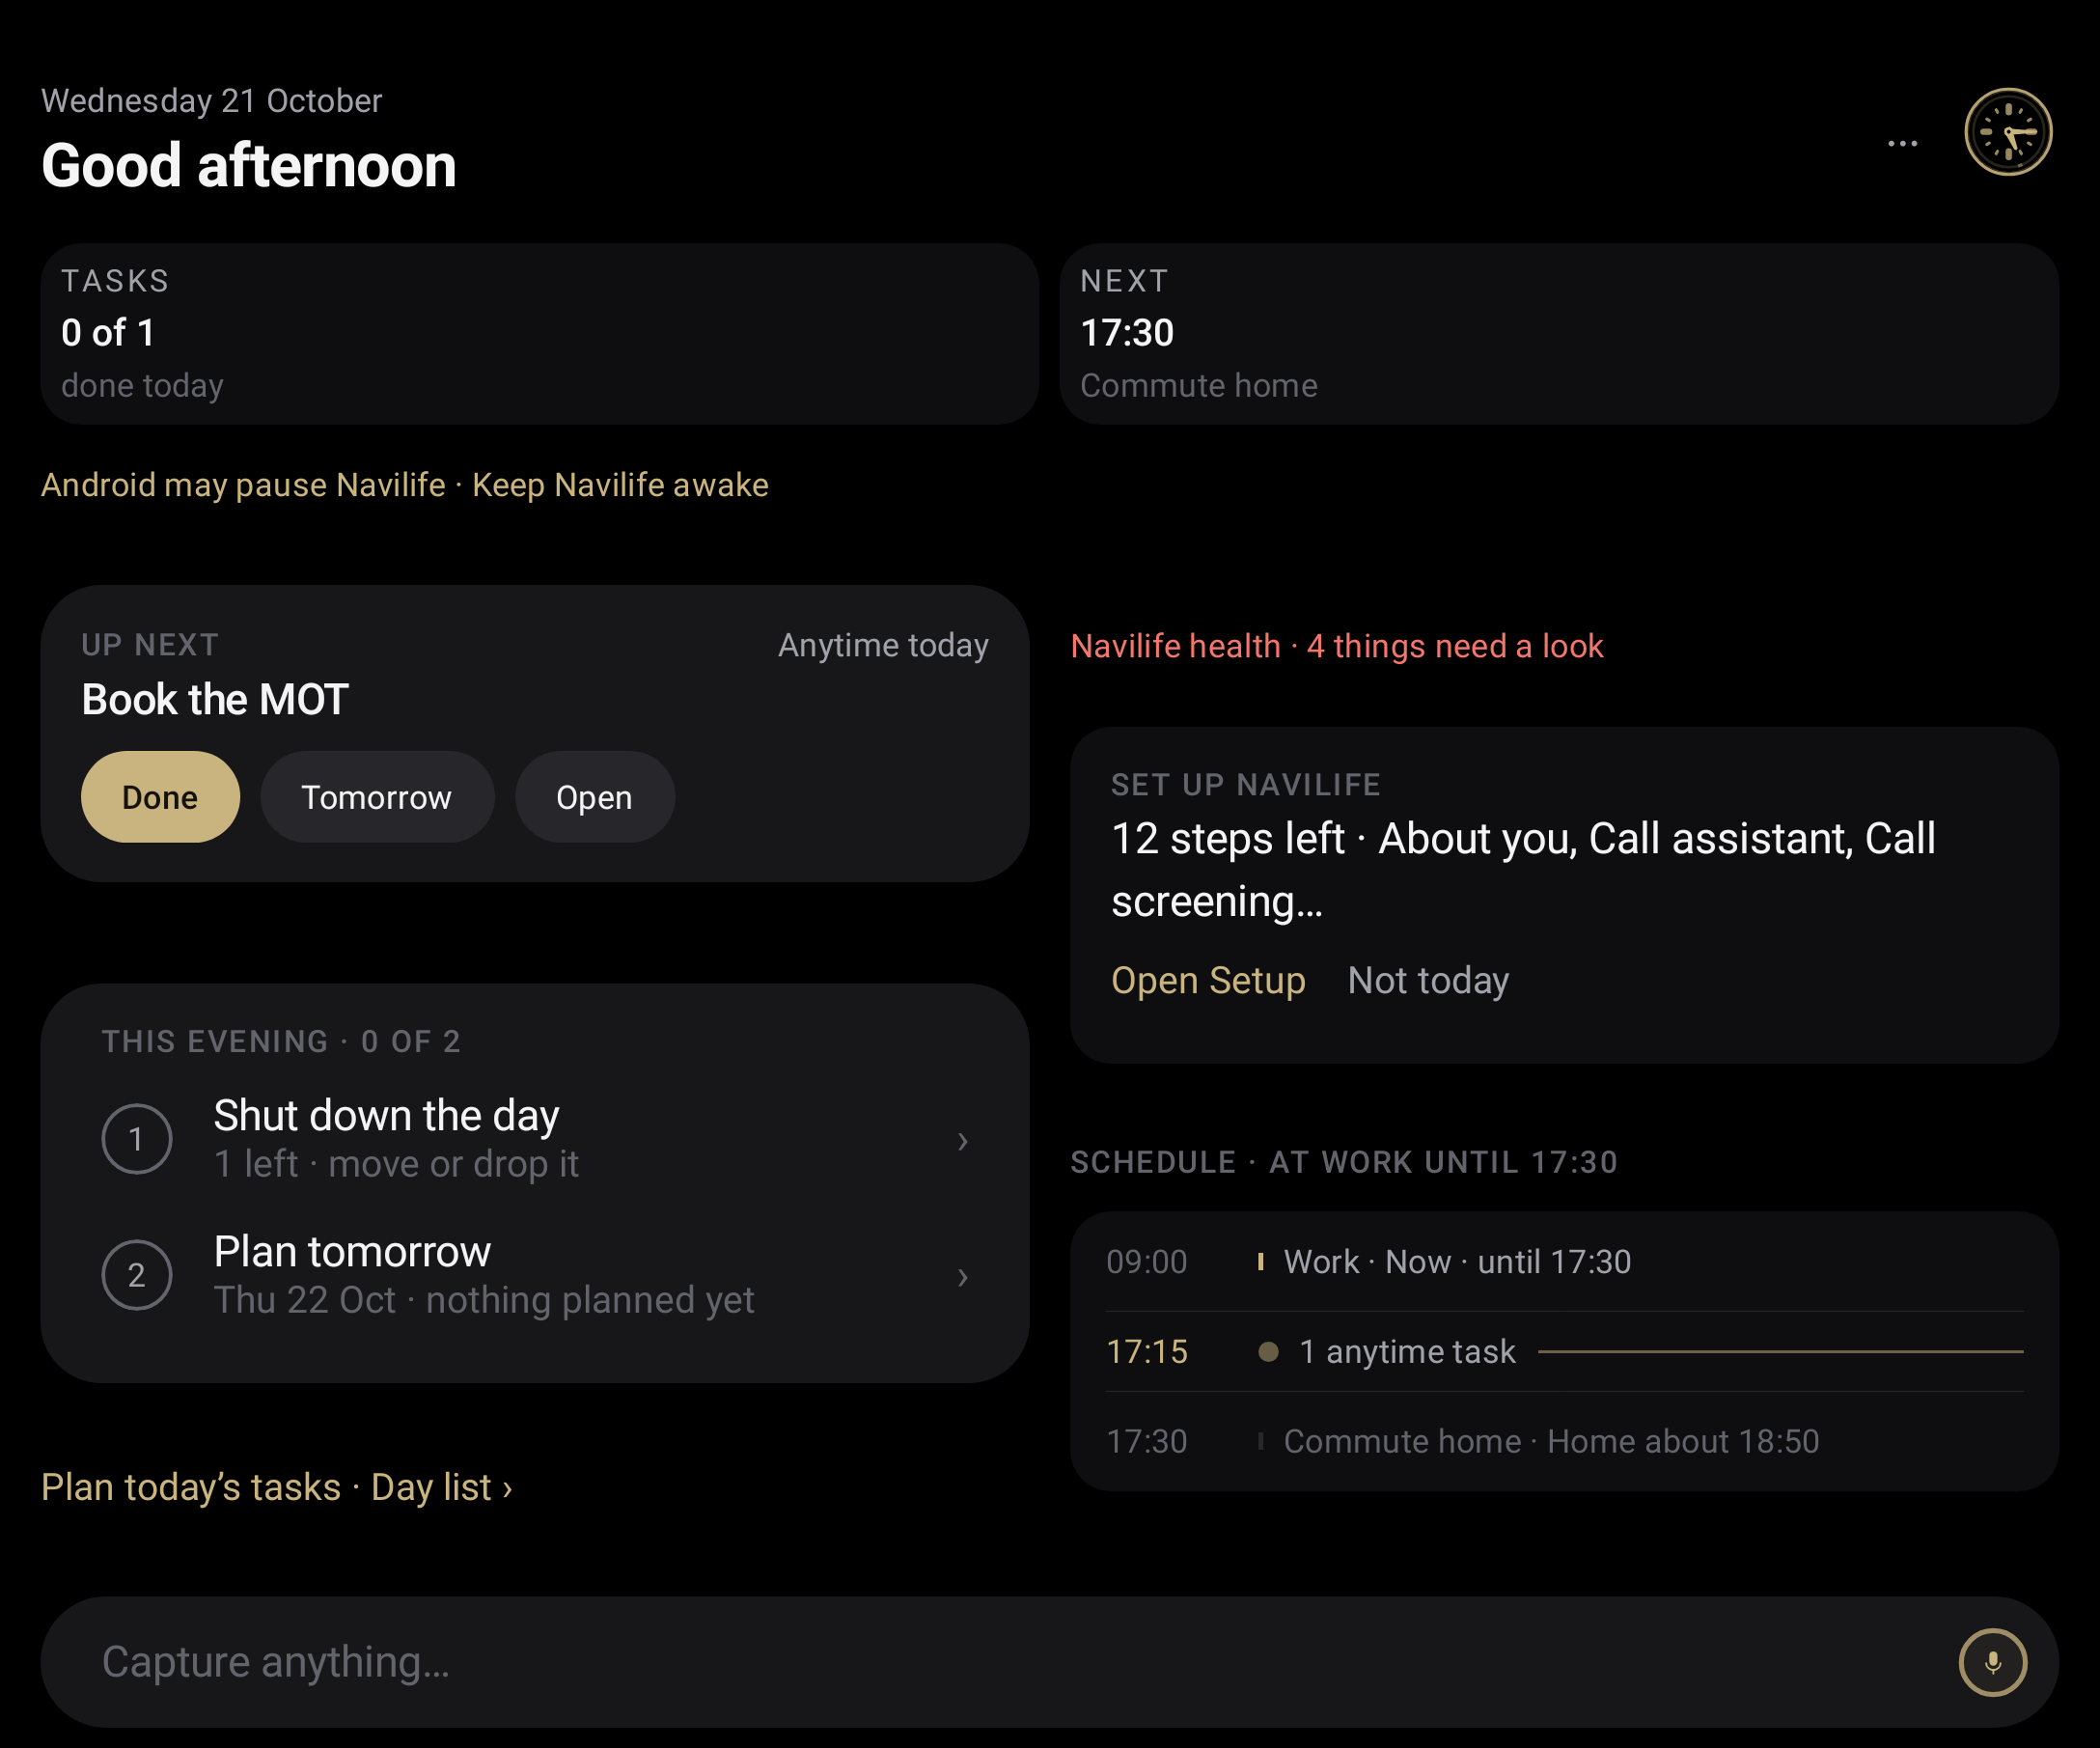 Wednesday 21 October
Good afternoon
...
TASKS
0 of 1
done today
NEXT
17:30
Commute home
Android may pause Navilife · Keep Navilife awake
UP NEXT
Anytime today
Book the MOT
Done
Tomorrow
Open
THIS EVENING · 0 OF 2
1
Shut down the day
1 left · move or drop it
›
2
Plan tomorrow
Thu 22 Oct · nothing planned yet
›
Plan today’s tasks · Day list ›
Navilife health · 4 things need a look
SET UP NAVILIFE
12 steps left · About you, Call assistant, Call
screening…
Open Setup
Not today
SCHEDULE · AT WORK UNTIL 17:30
09:00 Work · Now · until 17:30
17:15 1 anytime task
17:30 Commute home · Home about 18:50
Capture anything…